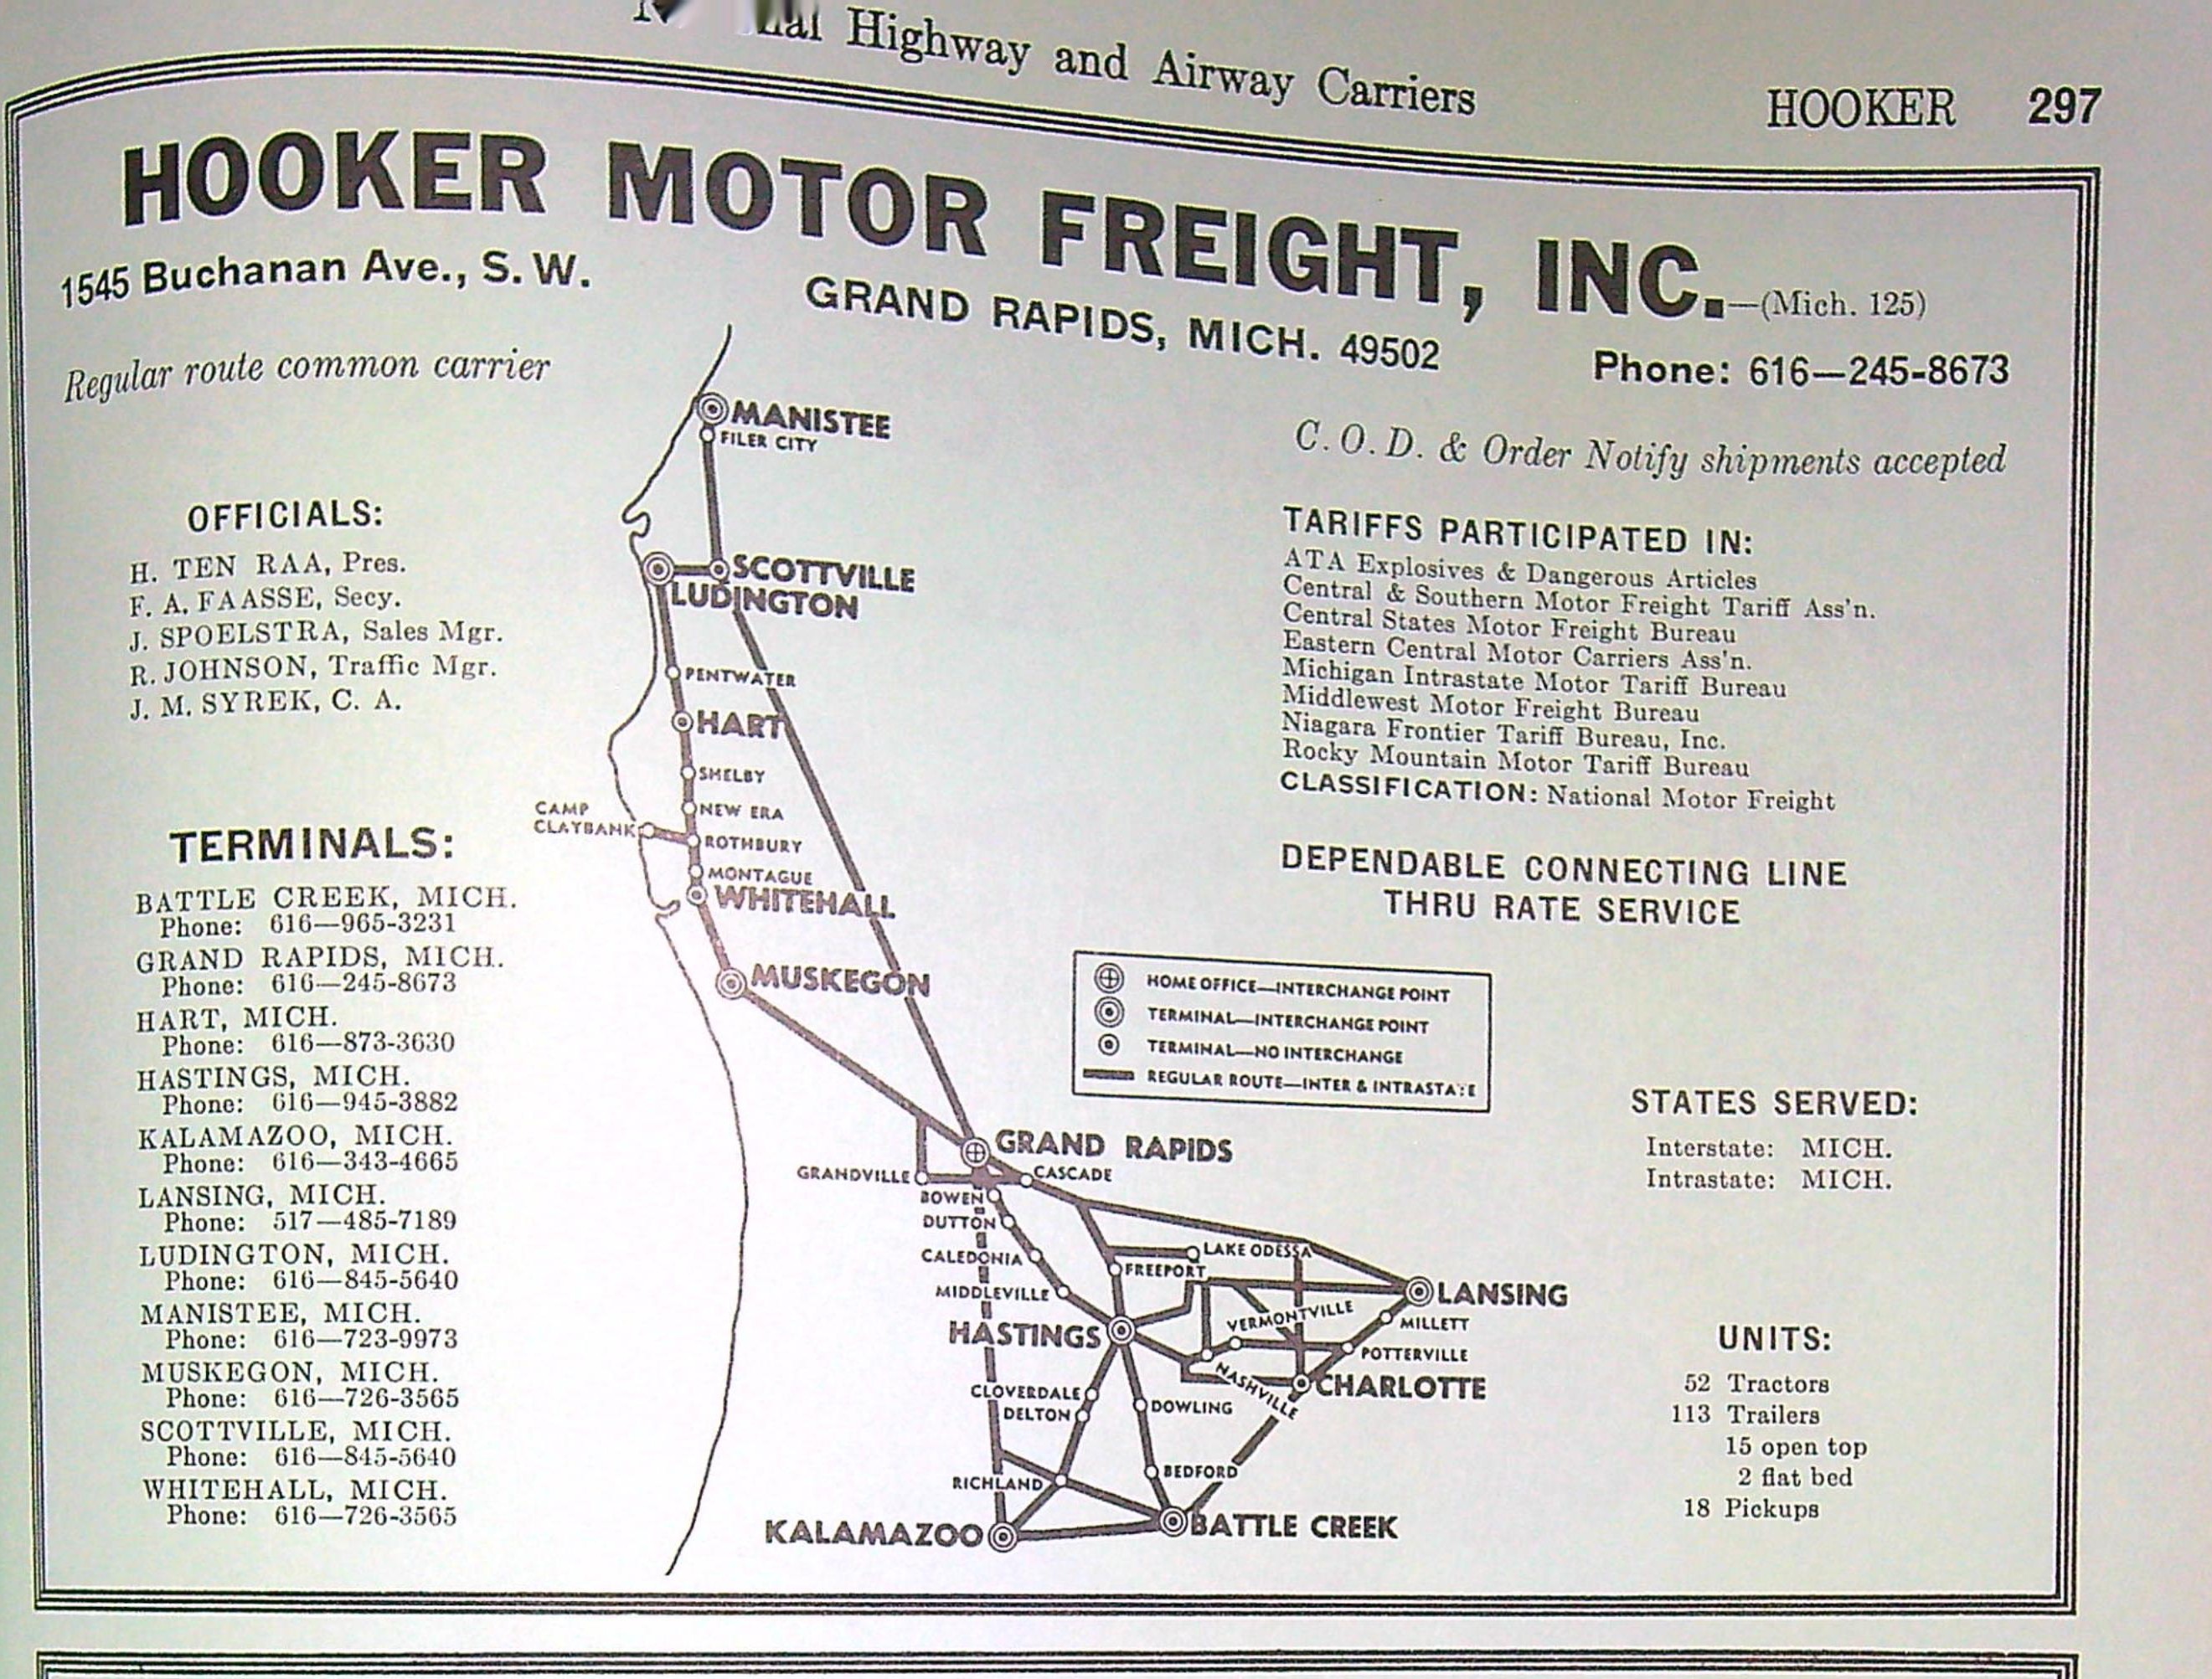 Highway and Airway Carriers
HOOKER 297
HOOKER MOTOR FREIGHT, INC.—(Mich. 125)
1545 Buchanan Ave., S. W.
GRAND RAPIDS, MICH. 49502
Phone: 616—245-8673
Regular route common carrier
C. O. D. & Order Notify shipments accepted
OFFICIALS:
H. TEN RAA, Pres.
F. A. FAASSE, Secy.
J. SPOELSTRA, Sales Mgr.
R. JOHNSON, Traffic Mgr.
J. M. SYREK, C. A.
TERMINALS:
BATTLE CREEK, MICH.
Phone: 616—965-3231
GRAND RAPIDS, MICH.
Phone: 616—245-8673
HART, MICH.
Phone: 616—873-3630
HASTINGS, MICH.
Phone: 616—945-3882
KALAMAZOO, MICH.
Phone: 616—343-4665
LANSING, MICH.
Phone: 517—485-7189
LUDINGTON, MICH.
Phone: 616—845-5640
MANISTEE, MICH.
Phone: 616—723-9973
MUSKEGON, MICH.
Phone: 616—726-3565
SCOTTVILLE, MICH.
Phone: 616—845-5640
WHITEHALL, MICH.
Phone: 616—726-3565
MANISTEE
FILER CITY
SCOTTVILLE
LUDINGTON
PENTWATER
HART
SHELBY
NEW ERA
CAMP
CLAYBANK
ROTHBURY
MONTAGUE
WHITEHALL
MUSKEGON
GRAND RAPIDS
GRANDVILLE
CASCADE
BOWEN
DUTTON
CALEDONIA
LAKE ODESSA
FREEPORT
MIDDLEVILLE
LANSING
VERMONTVILLE
MILLETT
HASTINGS
POTTERVILLE
NASHVILLE
CHARLOTTE
CLOVERDALE
DELTON
DOWLING
RICHLAND
BEDFORD
KALAMAZOO
BATTLE CREEK
TARIFFS PARTICIPATED IN:
ATA Explosives & Dangerous Articles
Central & Southern Motor Freight Tariff Ass'n.
Central States Motor Freight Bureau
Eastern Central Motor Carriers Ass'n.
Michigan Intrastate Motor Tariff Bureau
Middlewest Motor Freight Bureau
Niagara Frontier Tariff Bureau, Inc.
Rocky Mountain Motor Tariff Bureau
CLASSIFICATION: National Motor Freight
DEPENDABLE CONNECTING LINE
THRU RATE SERVICE
HOME OFFICE—INTERCHANGE POINT
TERMINAL—INTERCHANGE POINT
TERMINAL—NO INTERCHANGE
REGULAR ROUTE—INTER & INTRASTATE
STATES SERVED:
Interstate: MICH.
Intrastate: MICH.
UNITS:
52 Tractors
113 Trailers
15 open top
2 flat bed
18 Pickups